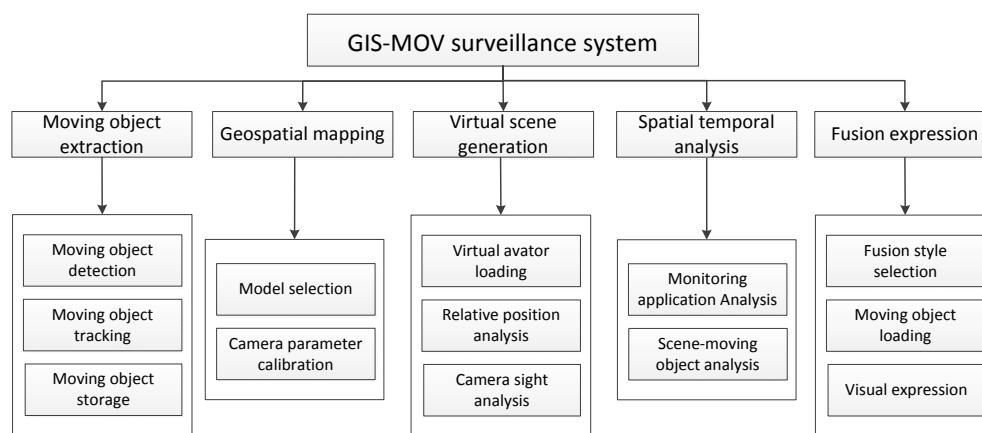 GIS-MOV surveillance system
Moving object
extraction
Geospatial mapping
Virtual scene
generation
Spatial temporal
analysis
Fusion expression
Moving object
detection
Moving object
tracking
Moving object
storage
Model selection
Camera parameter
calibration
Virtual avator
loading
Relative position
analysis
Camera sight
analysis
Monitoring
application Analysis
Scene-moving
object analysis
Fusion style
selection
Moving object
loading
Visual expression